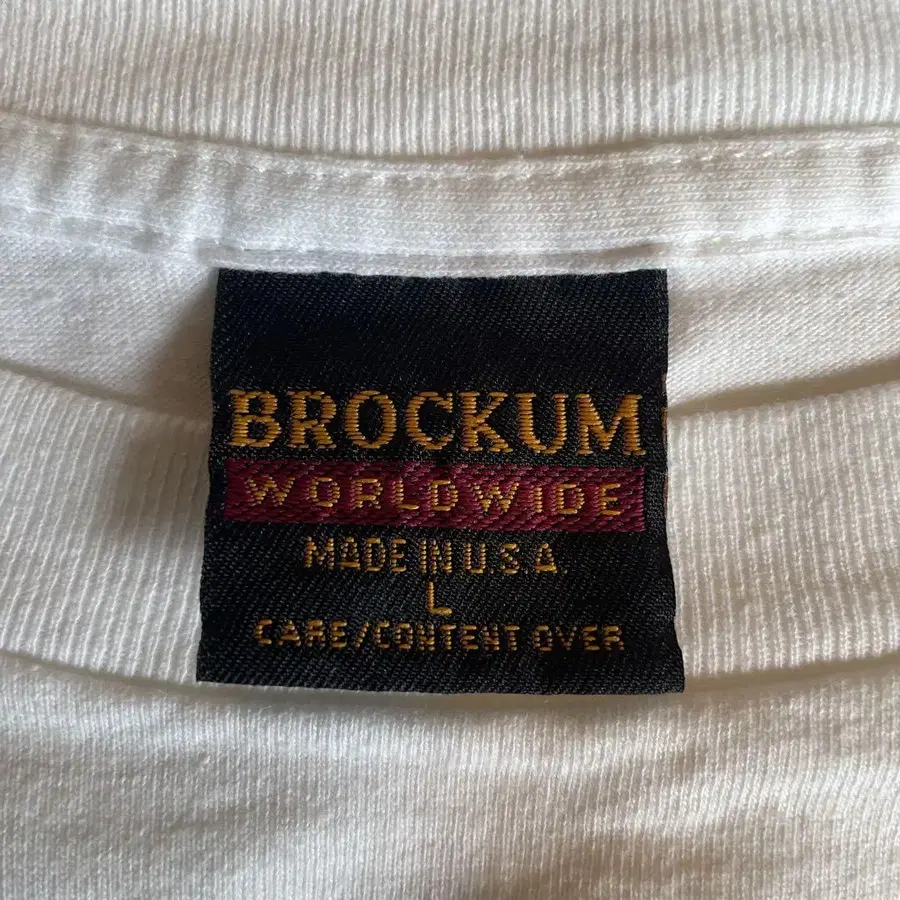 BROCKUM
WORLDWIDE
MADE IN U.S.A.
L
CARE/CONTENT OVER